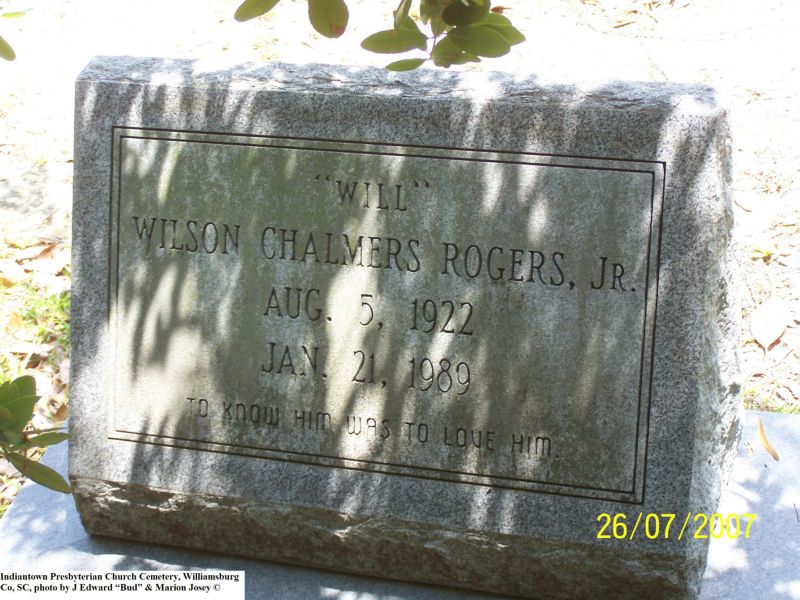 "WILL"
WILSON CHALMERS ROGERS, JR.
AUG. 5, 1922
JAN. 21, 1989
TO KNOW HIM WAS TO LOVE HIM.
26/07/2007
Indiantown Presbyterian Church Cemetery, Williamsburg
Co, SC, photo by J Edward “Bud” & Marion Josey ©